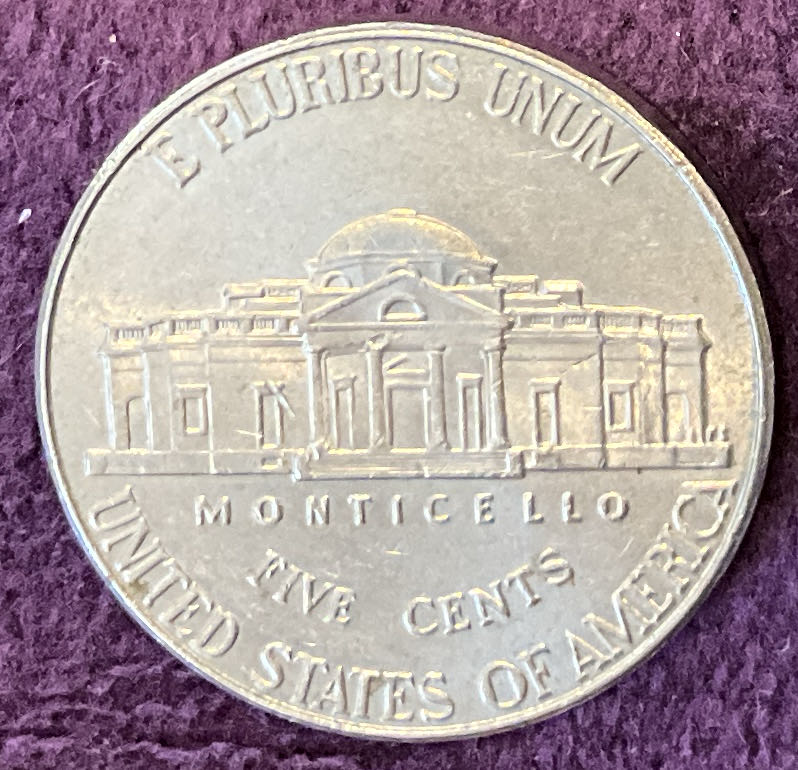 E PLURIBUS UNUM
MONTICELLO
FIVE CENTS
UNITED STATES OF AMERICA